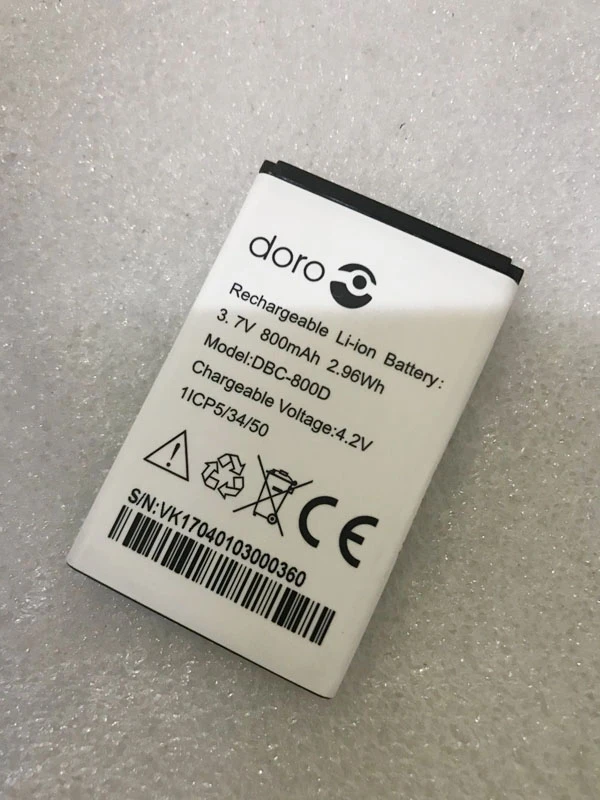 doro
Rechargeable Li-ion Battery:
3.7V 800mAh 2.96Wh
Model:DBC-800D
Chargeable Voltage:4.2V
1ICP5/34/50
CE
S/N:VK17040103000360